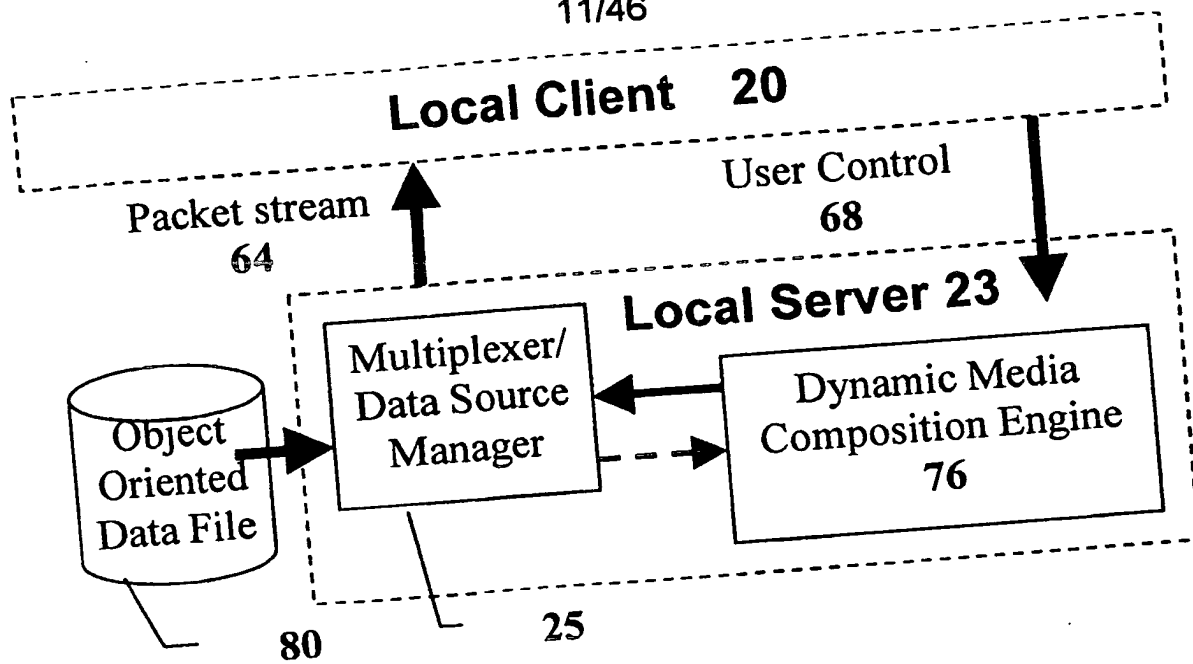 11/46
Local Client 20
Packet stream
64
User Control
68
Local Server 23
Multiplexer/
Data Source
Manager
Dynamic Media
Composition Engine
76
Object
Oriented
Data File
80
25